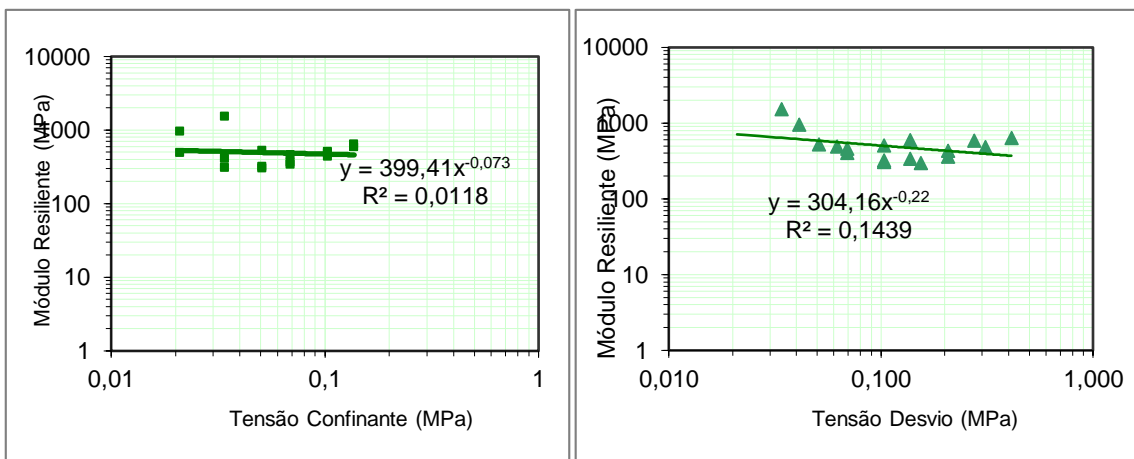 10000
1000
100
10
1
0,01
0,1
1
Módulo Resiliente (MPa)
Tensão Confinante (MPa)
y = 399,41x-0,073
R² = 0,0118
10000
1000
100
10
1
0,010
0,100
1,000
Módulo Resiliente (MPa)
Tensão Desvio (MPa)
y = 304,16x-0,22
R² = 0,1439